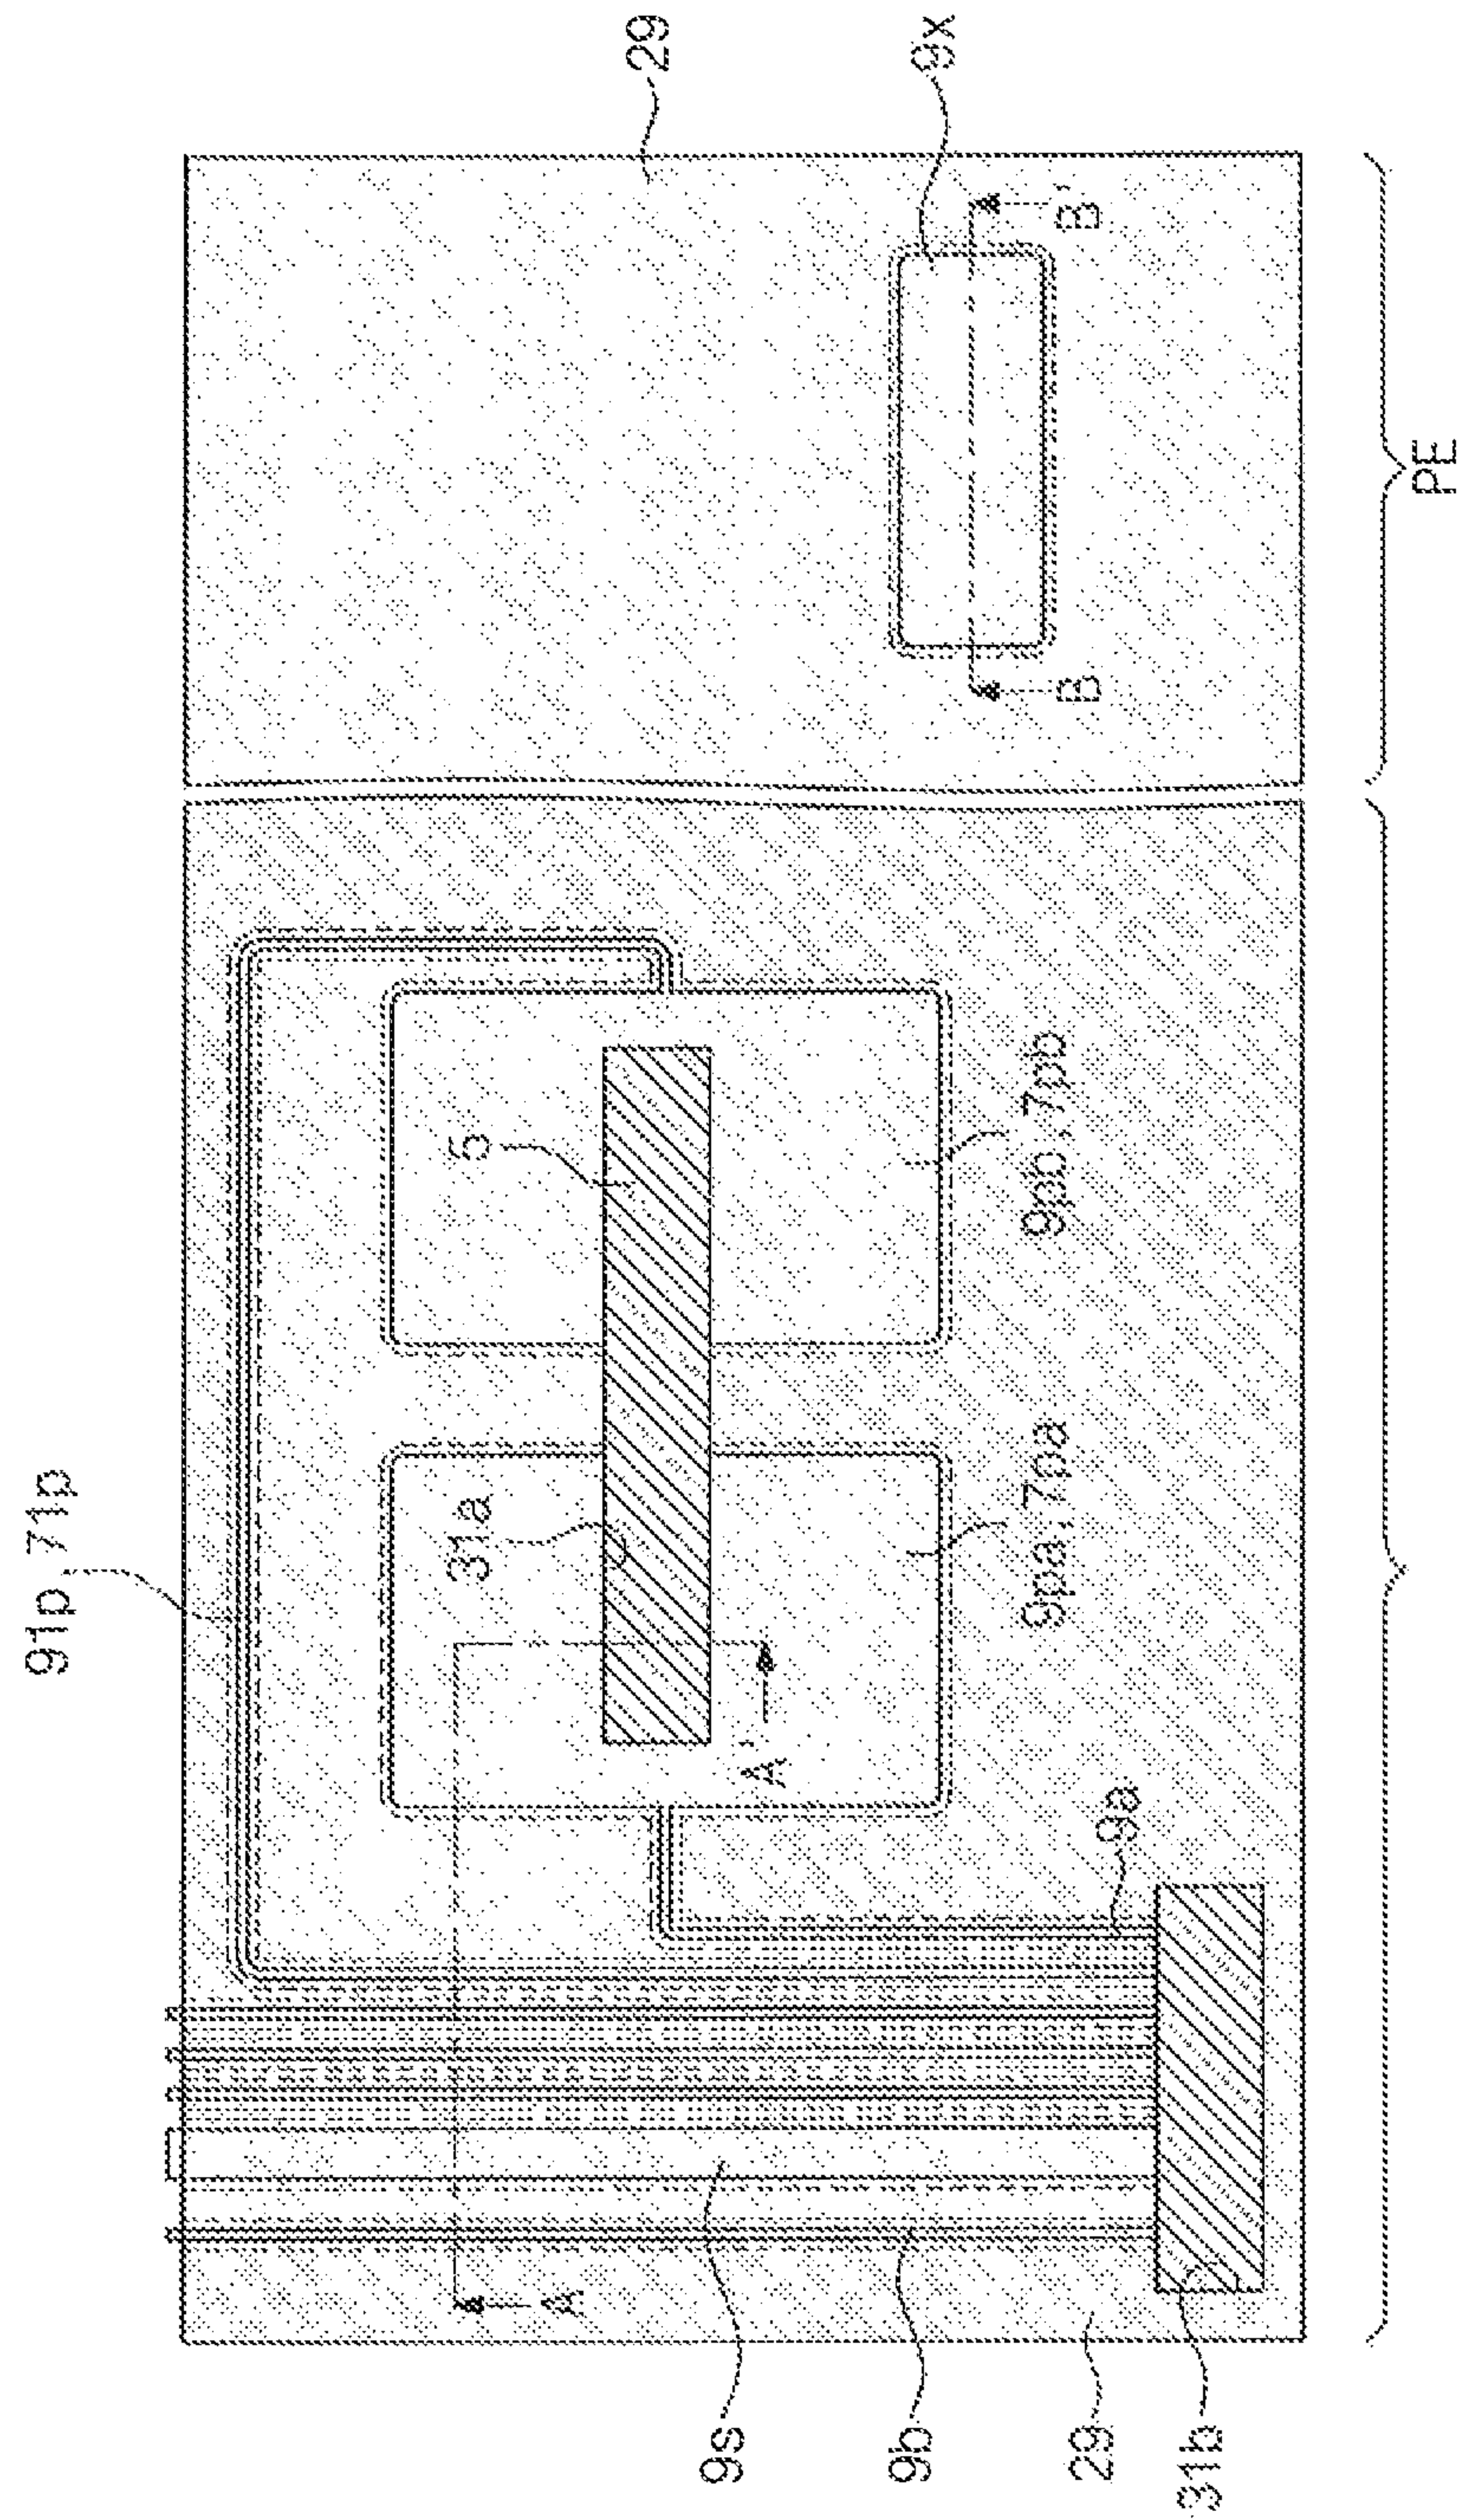 91p, 71p
29
9x
5
31a
B
B'
A
A'
9pa, 7pa
9pb, 7pb
9a
9s
9b
29
31b
PE